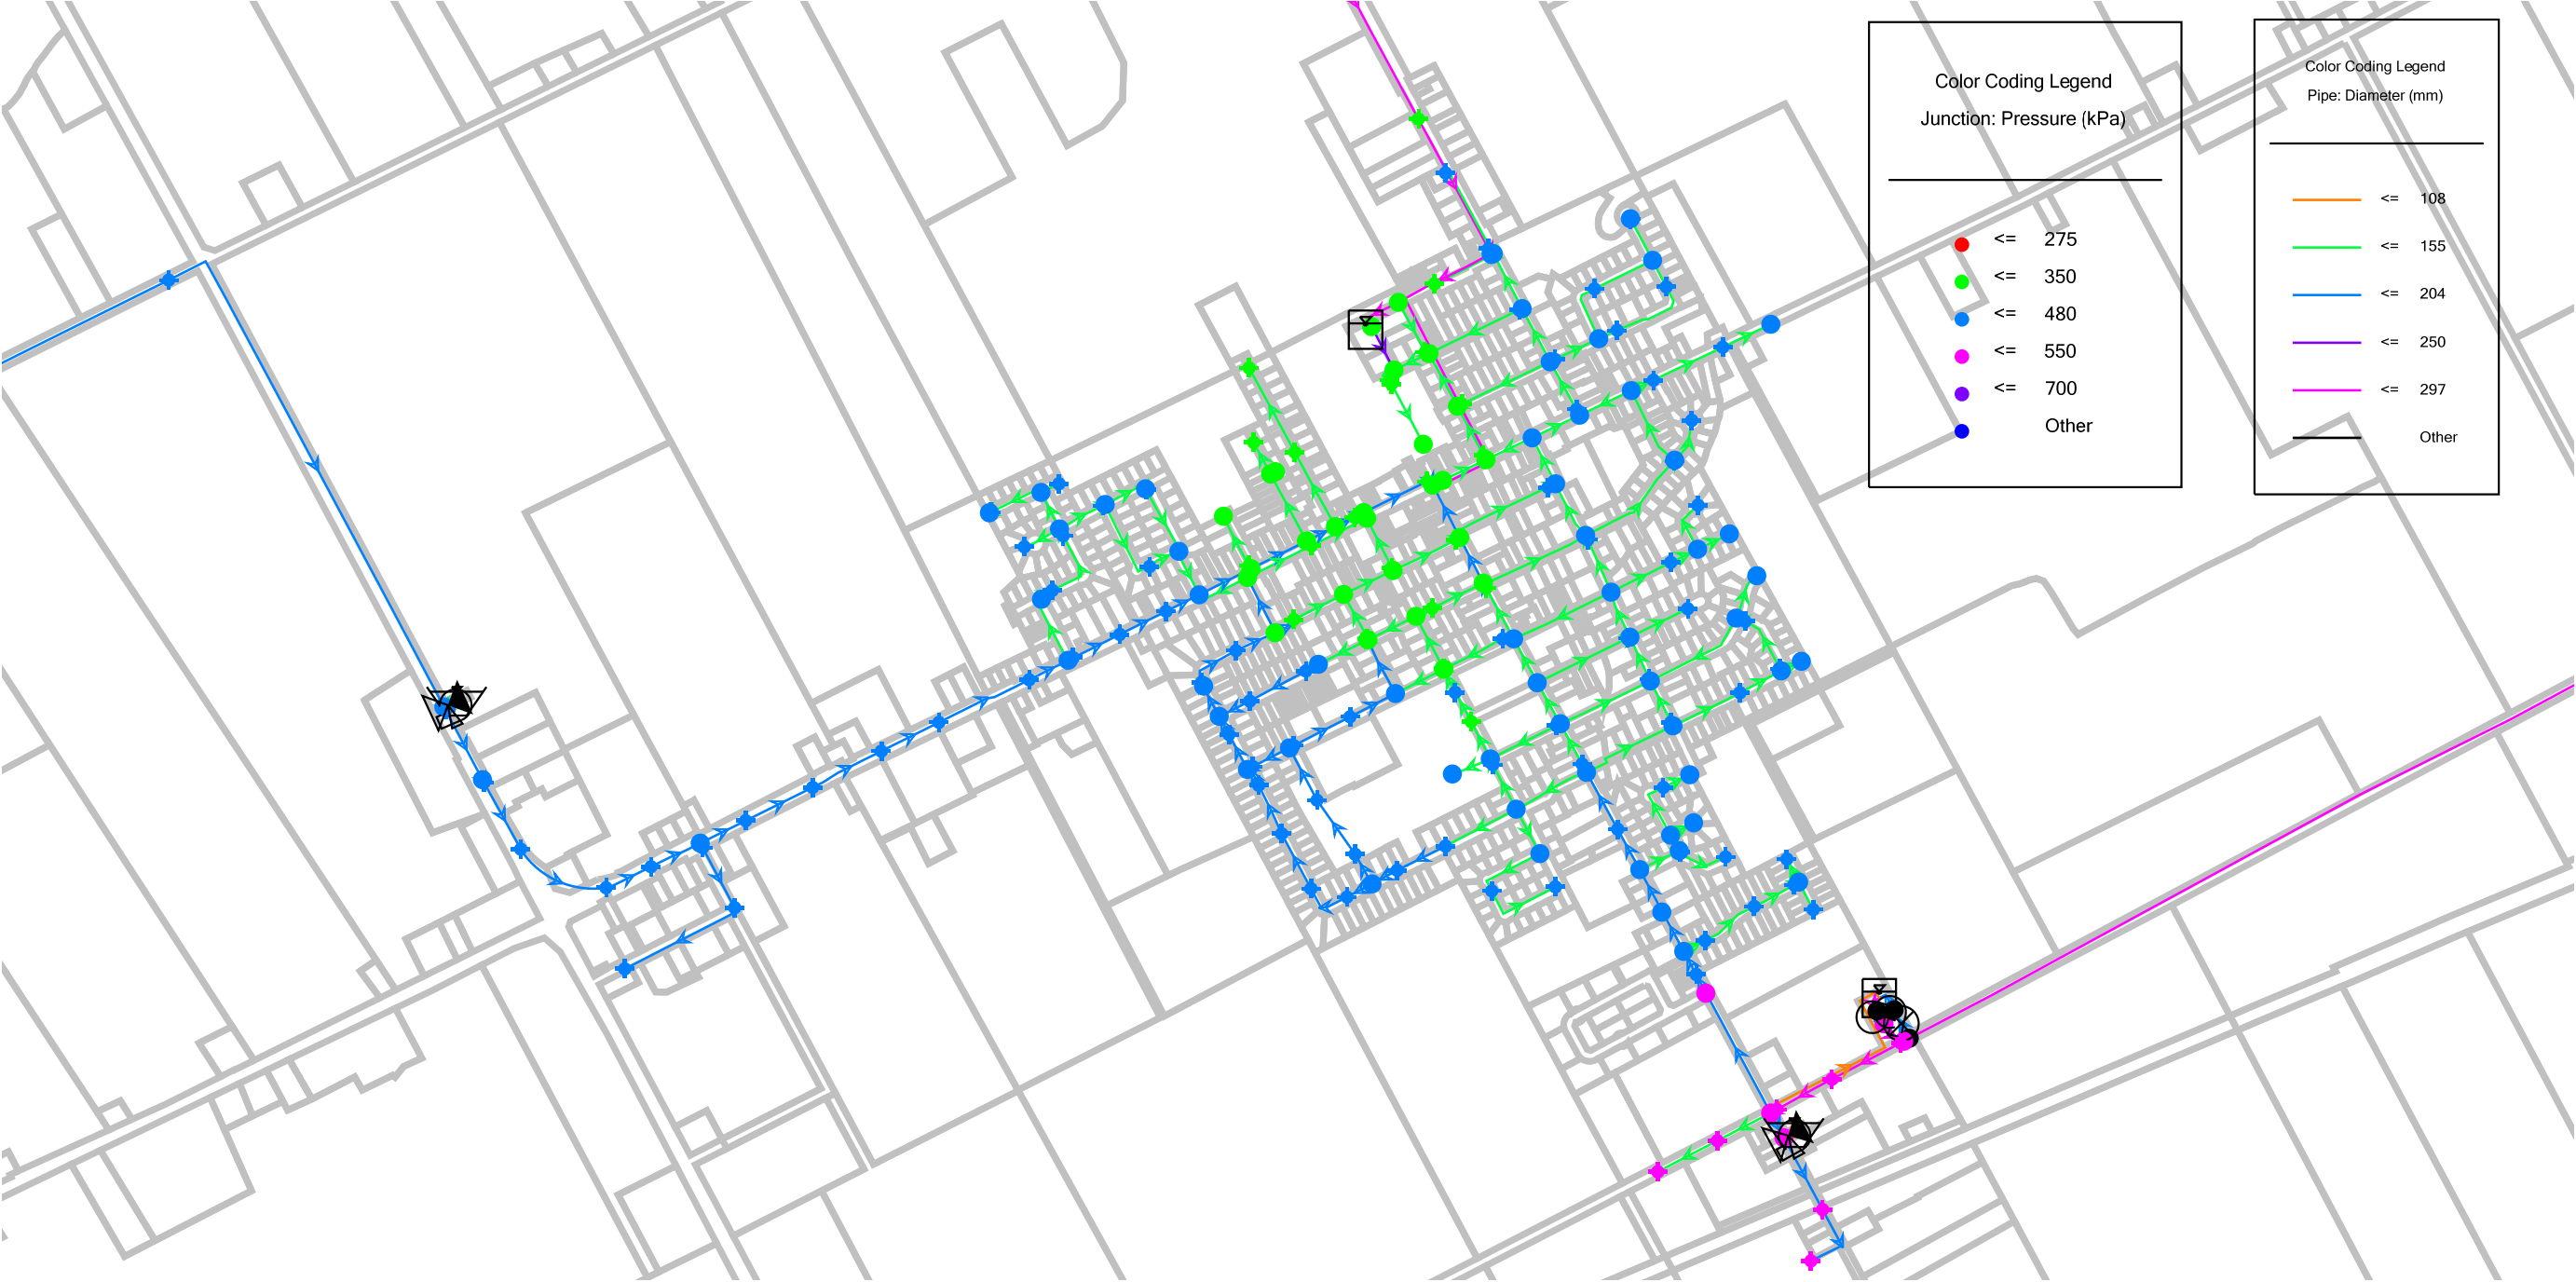 Color Coding Legend
Junction: Pressure (kPa)
<= 275
<= 350
<= 480
<= 550
<= 700
Other
Color Coding Legend
Pipe: Diameter (mm)
<= 108
<= 155
<= 204
<= 250
<= 297
Other